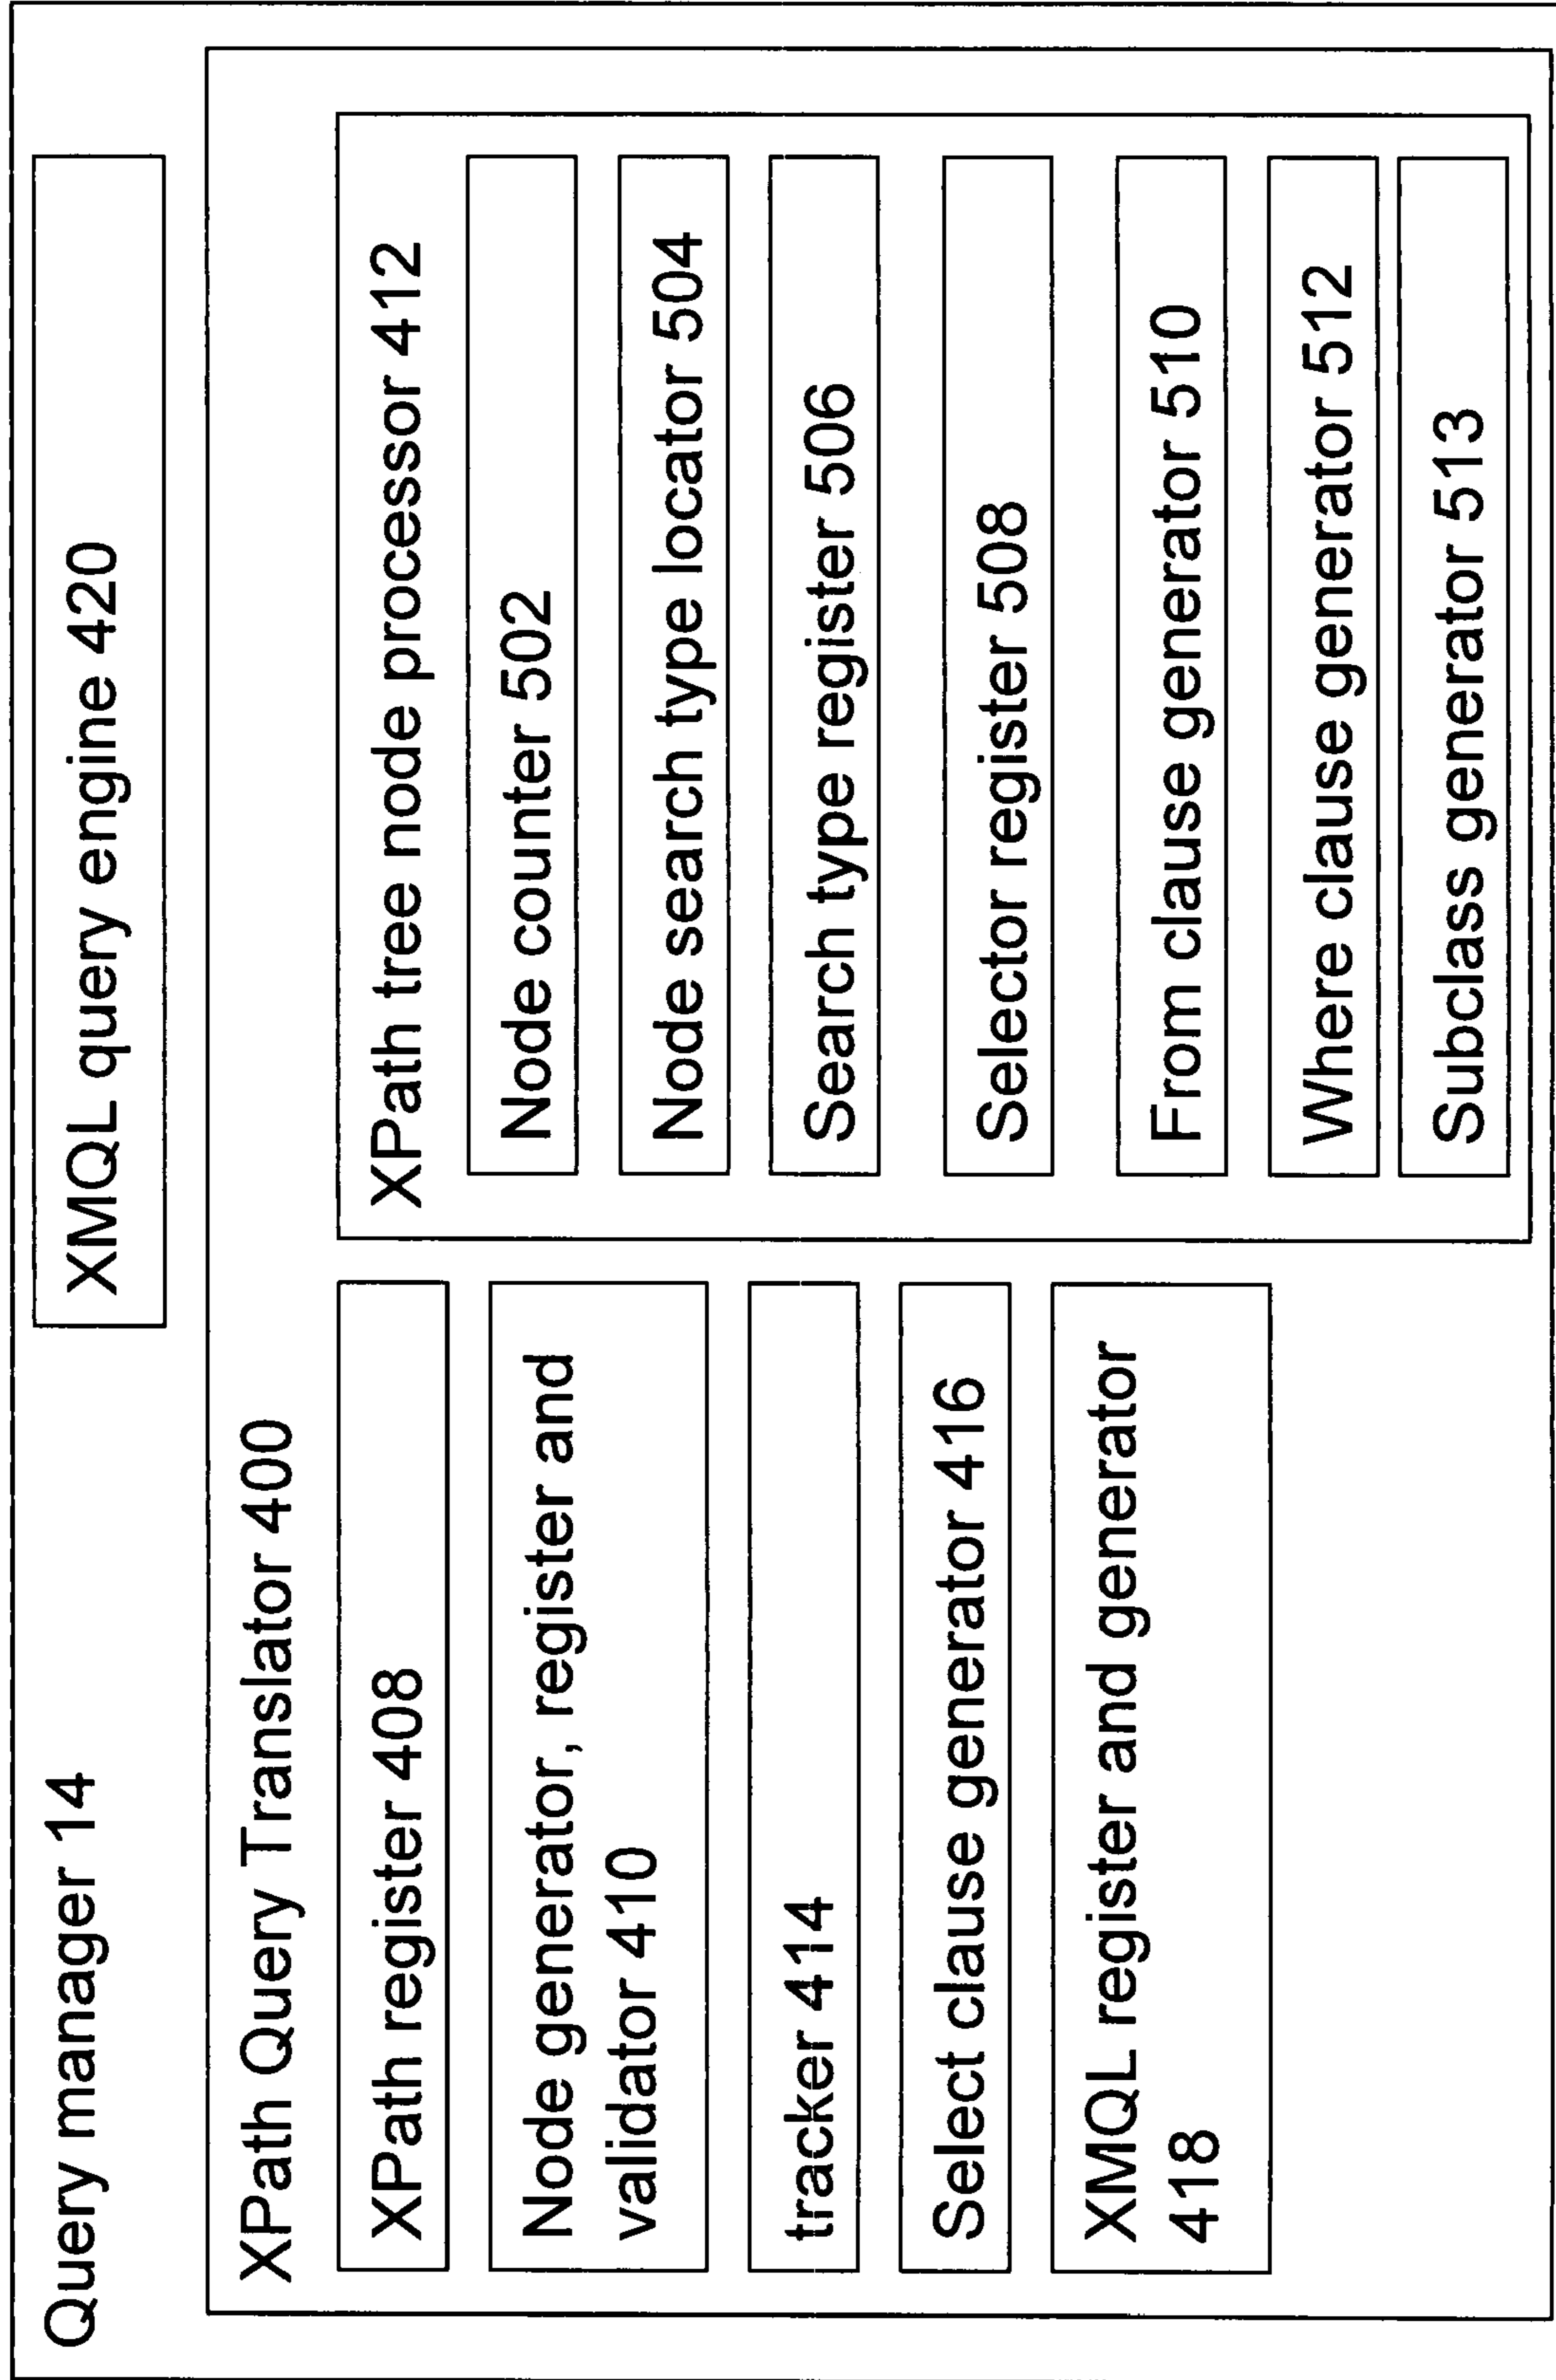 Query manager 14
XMQL query engine 420
XPath Query Translator 400
XPath register 408
Node generator, register and
validator 410
tracker 414
Select clause generator 416
XMQL register and generator
418
XPath tree node processor 412
Node counter 502
Node search type locator 504
Search type register 506
Selector register 508
From clause generator 510
Where clause generator 512
Subclass generator 513